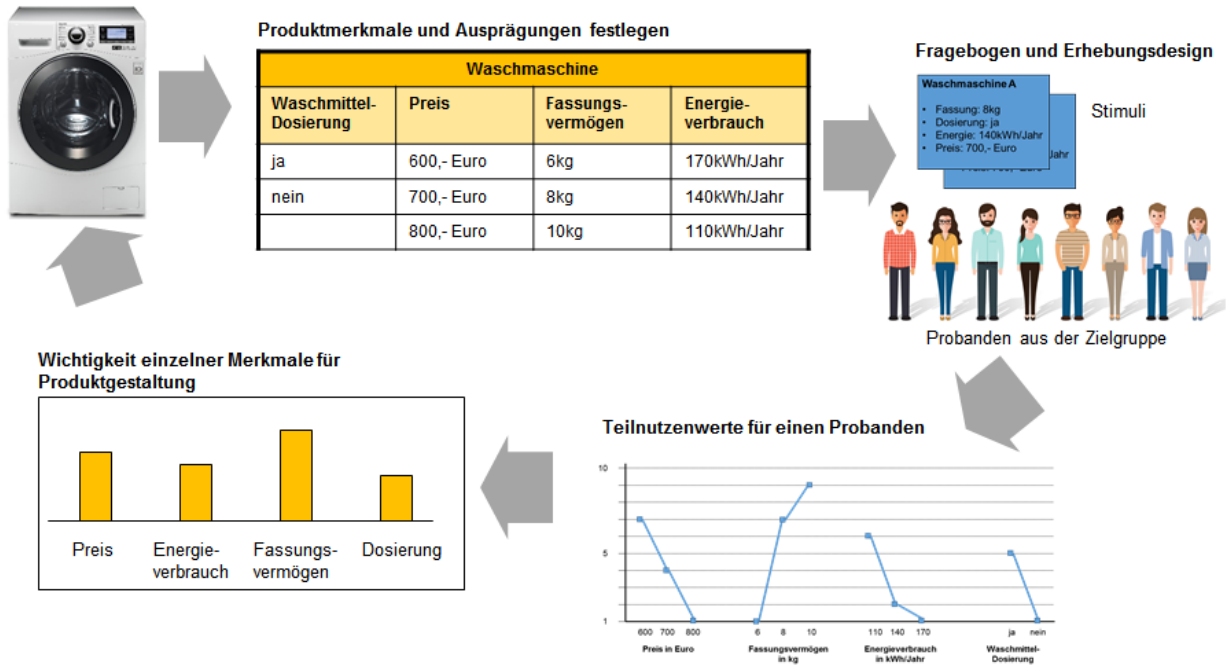 Produktmerkmale und Ausprägungen festlegen
Waschmaschine
Waschmittel-
Dosierung
Preis
Fassungs-
vermögen
Energie-
verbrauch
ja
600,- Euro
6kg
170kWh/Jahr
nein
700,- Euro
8kg
140kWh/Jahr
800,- Euro
10kg
110kWh/Jahr
Fragebogen und Erhebungsdesign
Waschmaschine A
• Fassung: 8kg
• Dosierung: ja
• Energie: 140kWh/Jahr
• Preis: 700,- Euro
Jahr
Stimuli
Probanden aus der Zielgruppe
Teilnutzenwerte für einen Probanden
10
5
1
600 700 800
6 8 10
110 140 170
ja nein
Preis in Euro
Fassungsvermögen
in kg
Energieverbrauch
in kWh/Jahr
Waschmittel-
Dosierung
Wichtigkeit einzelner Merkmale für
Produktgestaltung
Preis
Energie-
verbrauch
Fassungs-
vermögen
Dosierung